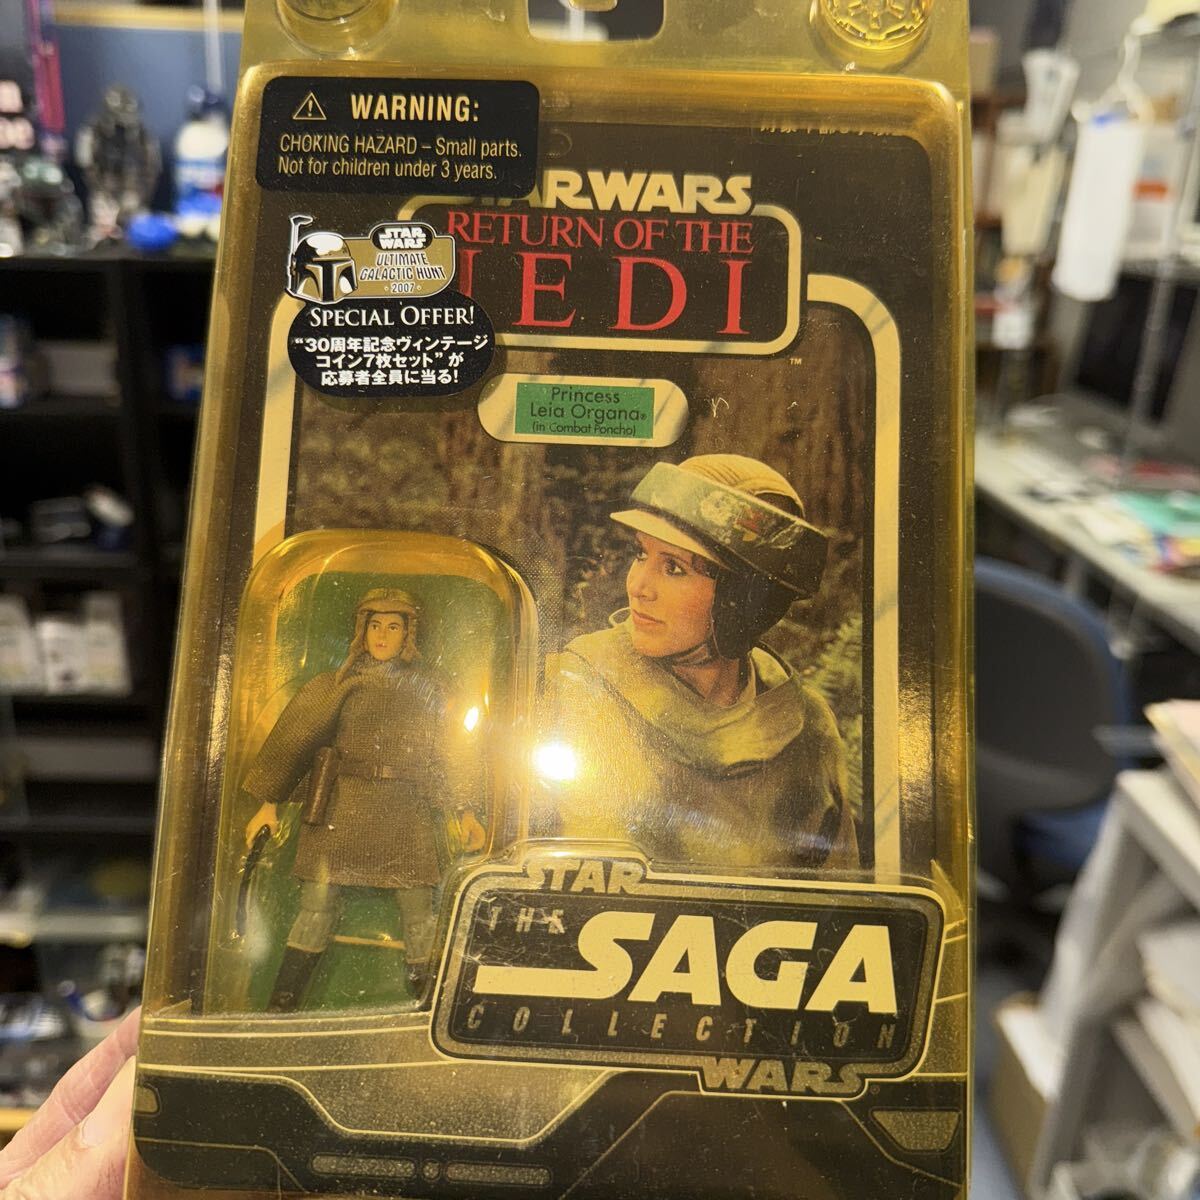 WARNING:
CHOKING HAZARD – Small parts.
Not for children under 3 years.
WARS
RETURN OF THE
JEDI
™
STAR
WARS
ULTIMATE
GALACTIC HUNT
• 2007 •
SPECIAL OFFER!
“30周年記念ヴィンテージ
コイン7枚セット”が
応募者全員に当る!
Princess
Leia Organa®
(in Combat Poncho)
STAR
THE
SAGA
COLLECTION
WARS